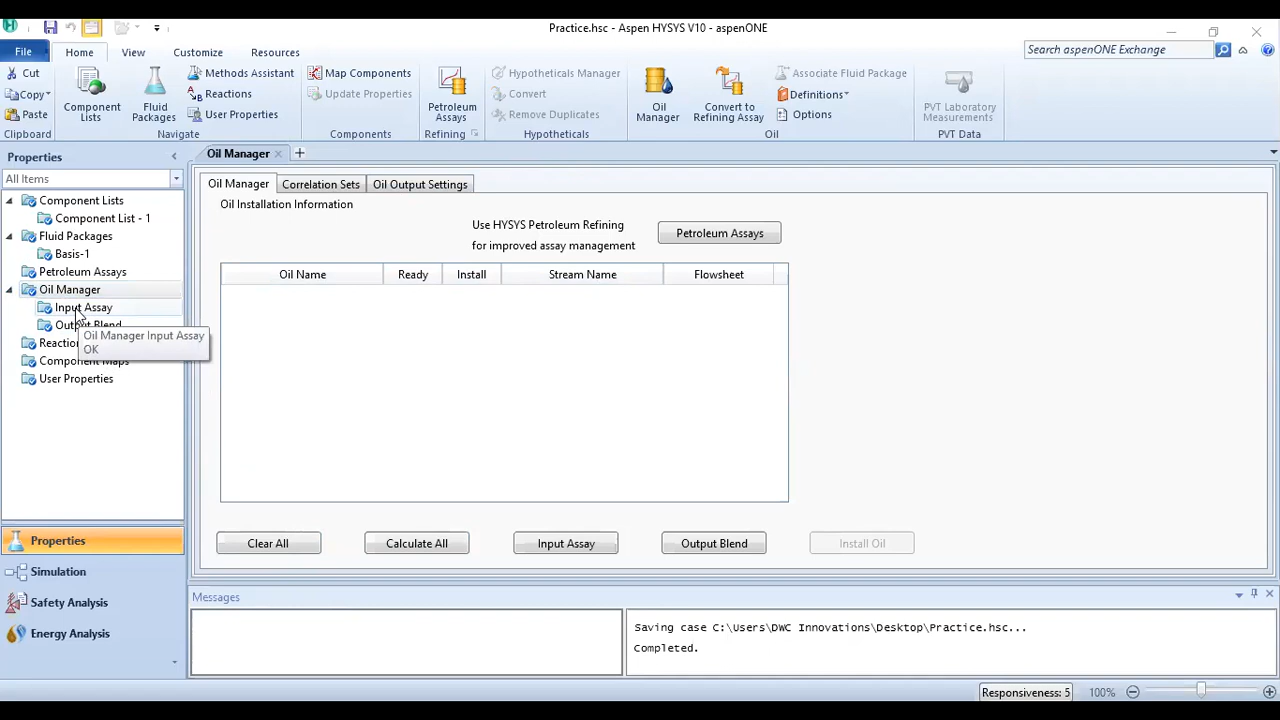 Practice.hsc - Aspen HYSYS V10 - aspenONE
File Home View Customize Resources
Search aspenONE Exchange
Cut
Copy
Paste
Clipboard
Component Lists
Fluid Packages
Methods Assistant
Reactions
User Properties
Navigate
Map Components
Update Properties
Components
Petroleum Assays
Refining
Hypotheticals Manager
Convert
Remove Duplicates
Hypotheticals
Oil Manager
Convert to Refining Assay
Associate Fluid Package
Definitions
Options
Oil
PVT Laboratory Measurements
PVT Data
Properties
All Items
Component Lists
Component List - 1
Fluid Packages
Basis-1
Petroleum Assays
Oil Manager
Input Assay
Output Blend
Oil Manager Input Assay
OK
Reaction
Component Maps
User Properties
Properties
Simulation
Safety Analysis
Energy Analysis
Oil Manager
Oil Manager Correlation Sets Oil Output Settings
Oil Installation Information
Use HYSYS Petroleum Refining
for improved assay management
Petroleum Assays
Oil Name Ready Install Stream Name Flowsheet
Clear All Calculate All Input Assay Output Blend Install Oil
Messages
Saving case C:\Users\DWC Innovations\Desktop\Practice.hsc...
Completed.
Responsiveness: 5 100%